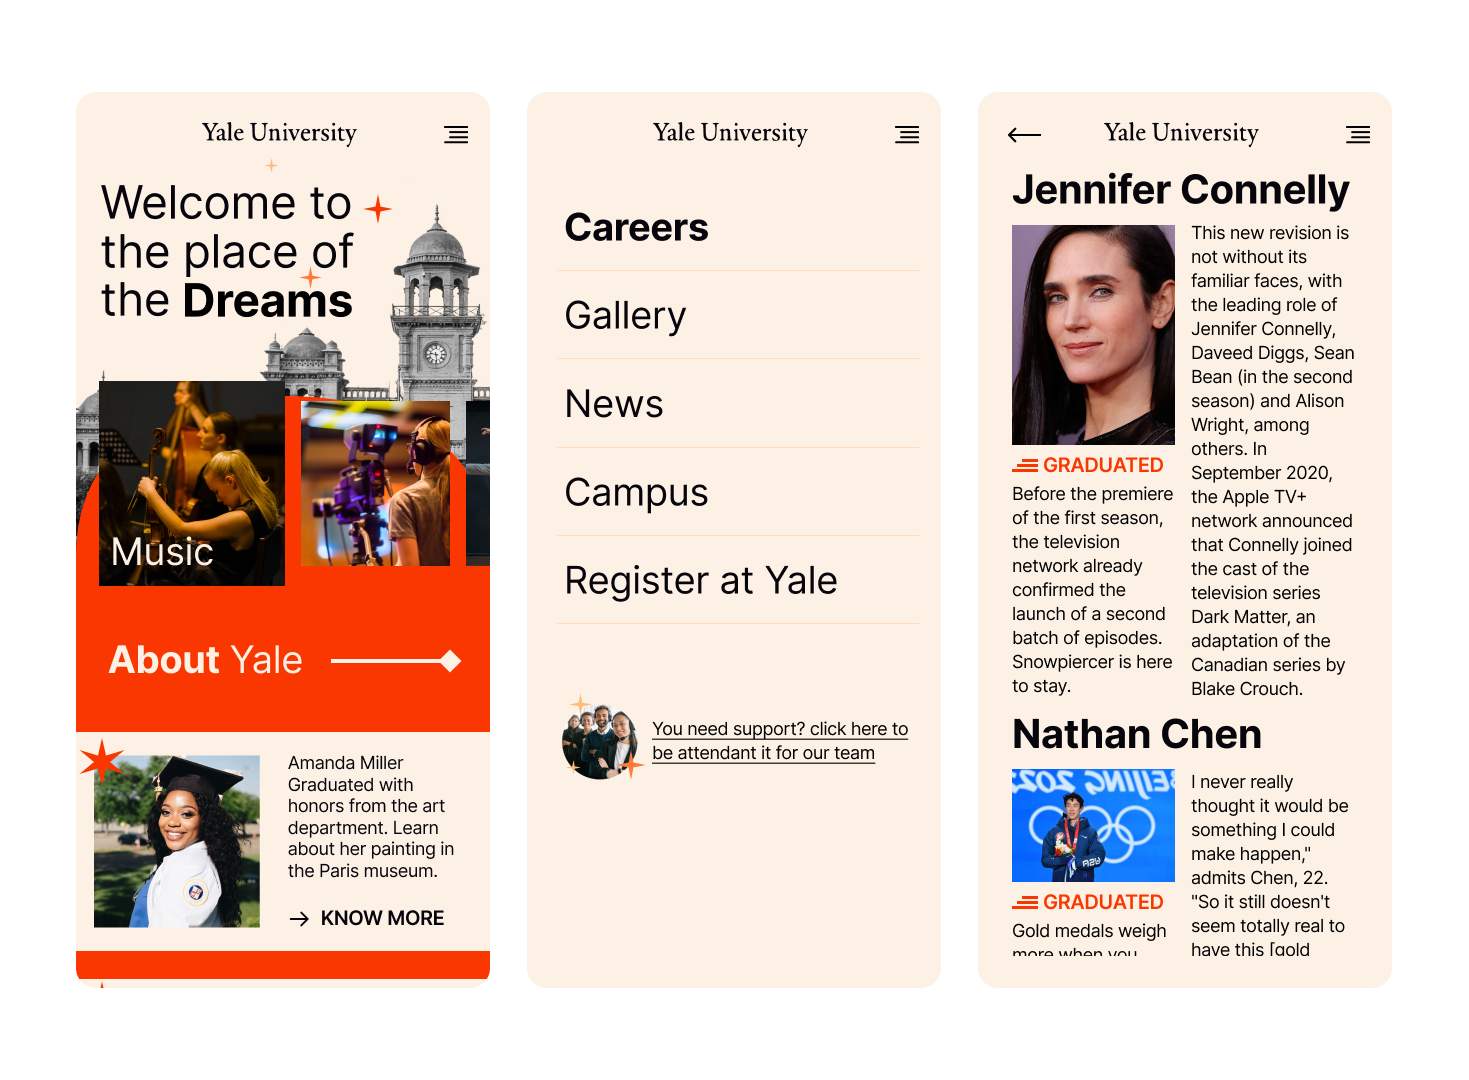 Yale University
Welcome to
the place of
the Dreams
Music
About Yale
Amanda Miller
Graduated with
honors from the art
department. Learn
about her painting in
the Paris museum.
KNOW MORE
Yale University
Careers
Gallery
News
Campus
Register at Yale
You need support? click here to
be attendant it for our team
Yale University
Jennifer Connelly
GRADUATED
Before the premiere
of the first season,
the television
network already
confirmed the
launch of a second
batch of episodes.
Snowpiercer is here
to stay.
This new revision is
not without its
familiar faces, with
the leading role of
Jennifer Connelly,
Daveed Diggs, Sean
Bean (in the second
season) and Alison
Wright, among
others. In
September 2020,
the Apple TV+
network announced
that Connelly joined
the cast of the
television series
Dark Matter, an
adaptation of the
Canadian series by
Blake Crouch.
Nathan Chen
BEIJING 202
GRADUATED
Gold medals weigh
more when you
I never really
thought it would be
something I could
make happen,"
admits Chen, 22.
"So it still doesn't
seem totally real to
have this [gold